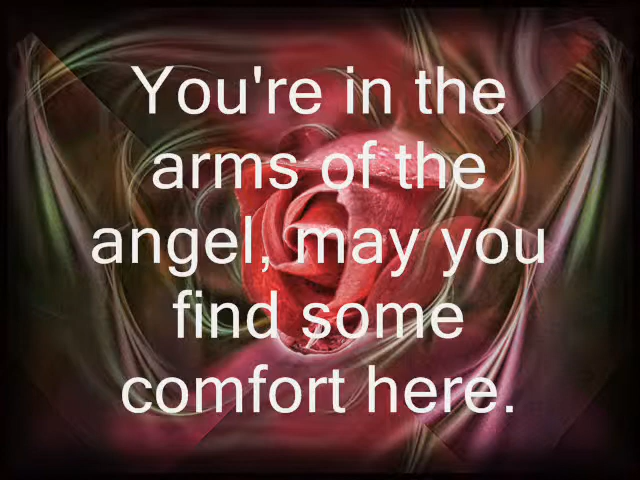 You're in the
arms of the
angel, may you
find some
comfort here.